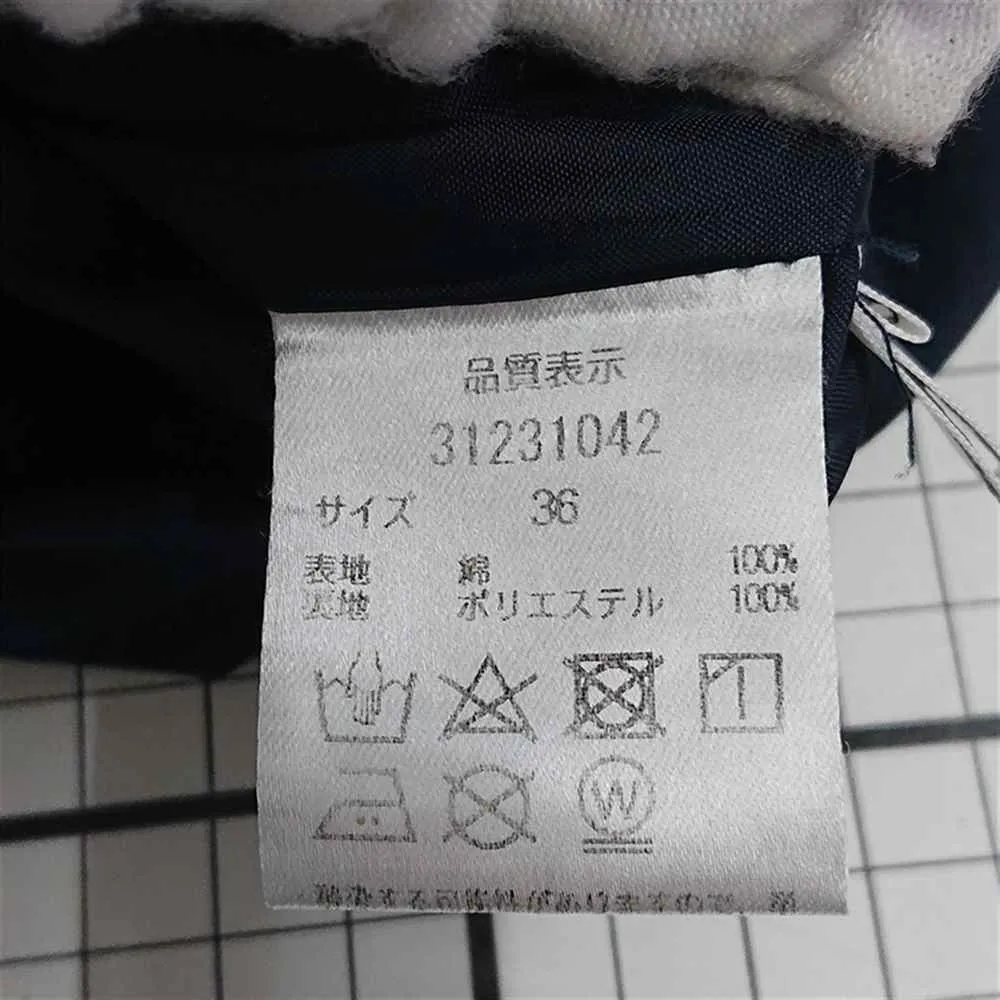 品質表示
31231042
サイズ 36
表地 綿 100%
裏地 ポリエステル 100%
W